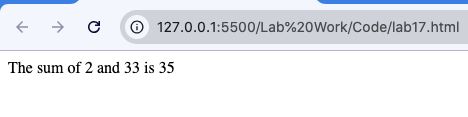 127.0.0.1:5500/Lab%20Work/Code/lab17.html
The sum of 2 and 33 is 35